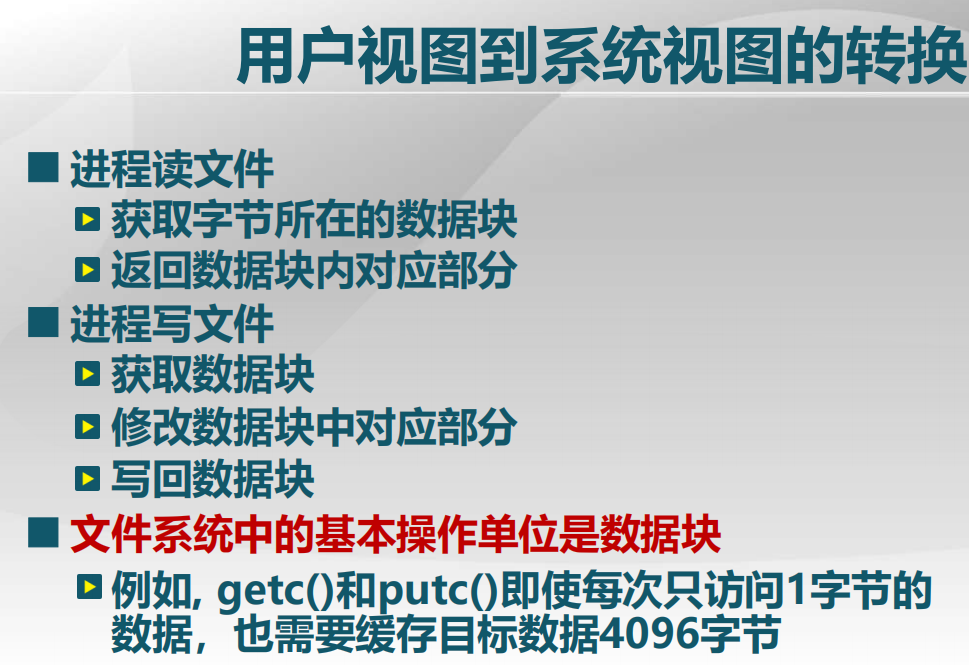 用户视图到系统视图的转换
进程读文件
获取字节所在的数据块
返回数据块内对应部分
进程写文件
获取数据块
修改数据块中对应部分
写回数据块
文件系统中的基本操作单位是数据块
例如, getc()和putc()即使每次只访问1字节的
数据，也需要缓存目标数据4096字节